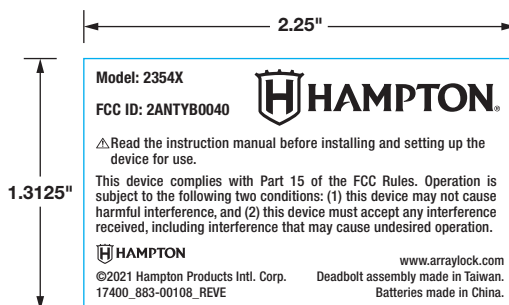 2.25"
1.3125"
Model: 2354X
FCC ID: 2ANTYB0040
HAMPTON®
⚠Read the instruction manual before installing and setting up the
device for use.
This device complies with Part 15 of the FCC Rules. Operation is
subject to the following two conditions: (1) this device may not cause
harmful interference, and (2) this device must accept any interference
received, including interference that may cause undesired operation.
HAMPTON
©2021 Hampton Products Intl. Corp.
17400_883-00108_REVE
www.arraylock.com
Deadbolt assembly made in Taiwan.
Batteries made in China.